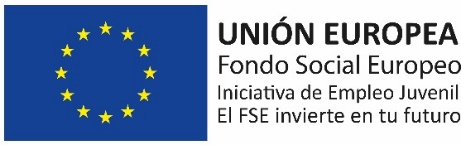 UNIÓN EUROPEA
Fondo Social Europeo
Iniciativa de Empleo Juvenil
El FSE invierte en tu futuro